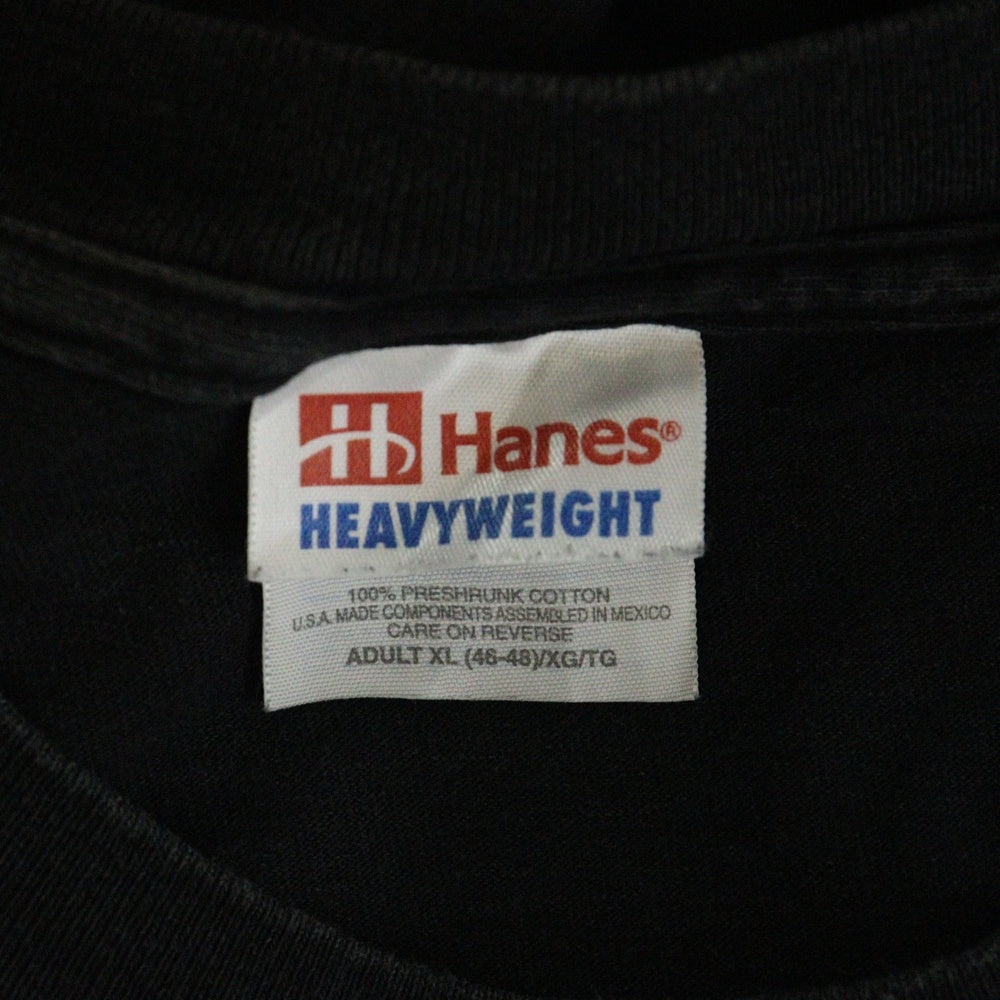 H Hanes®
HEAVYWEIGHT
100% PRESHRUNK COTTON
U.S.A. MADE COMPONENTS ASSEMBLED IN MEXICO
CARE ON REVERSE
ADULT XL (46-48)/XG/TG